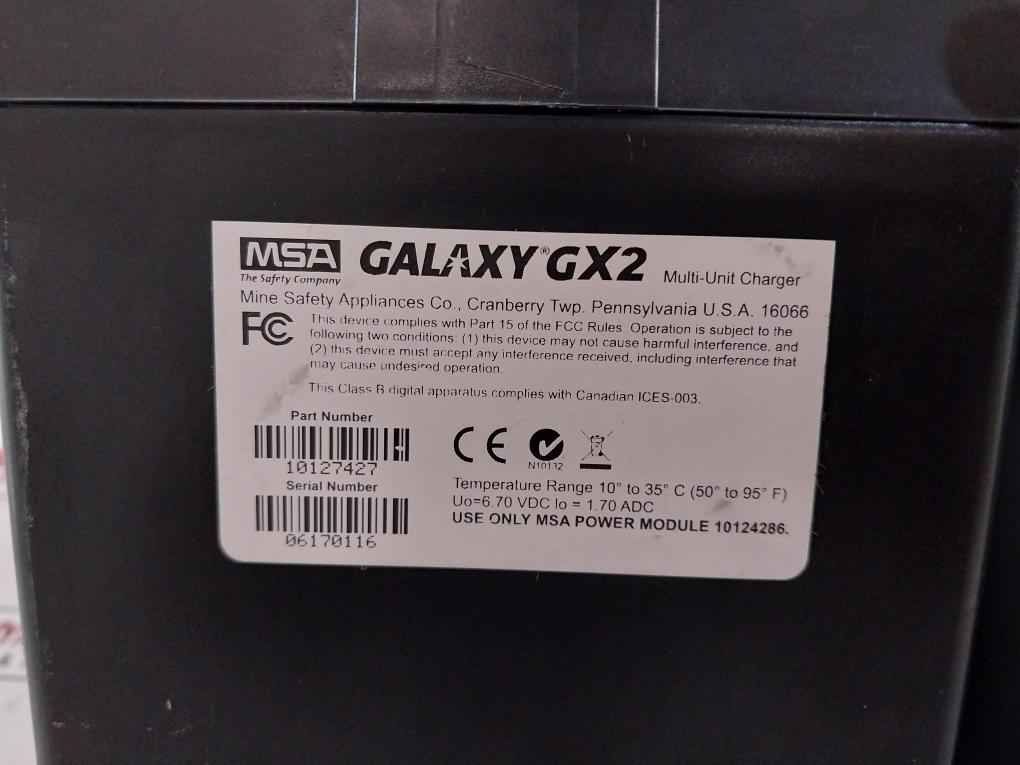 MSA GALAXY® GX2 Multi-Unit Charger
The Safety Company
Mine Safety Appliances Co., Cranberry Twp. Pennsylvania U.S.A. 16066
FC This device complies with Part 15 of the FCC Rules. Operation is subject to the
following two conditions: (1) this device may not cause harmful interference, and
(2) this device must accept any interference received, including interference that
may cause undesired operation.
This Class B digital apparatus complies with Canadian ICES-003.
Part Number
10127427
Serial Number
06170116
CE
Temperature Range 10° to 35° C (50° to 95° F)
Uo=6.70 VDC Io = 1.70 ADC
USE ONLY MSA POWER MODULE 10124286.